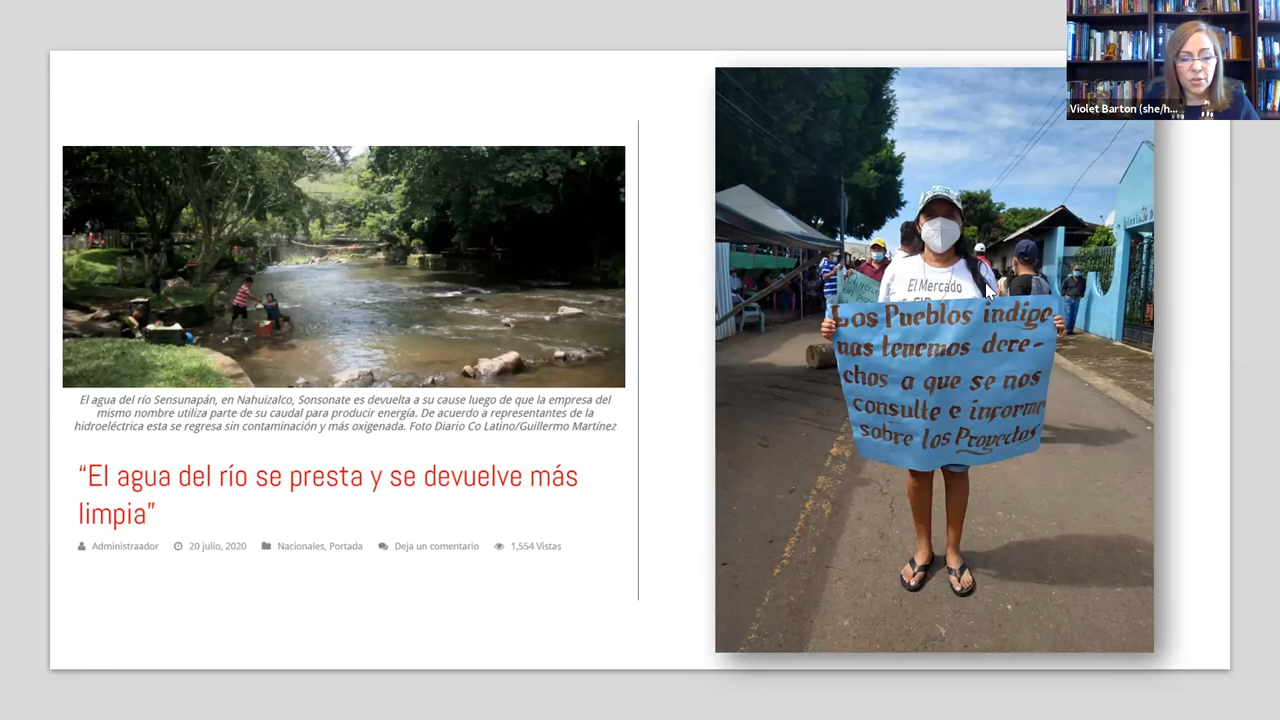 El agua del río Sensunapán, en Nahuizalco, Sonsonate es devuelta a su cause luego de que la empresa del
mismo nombre utiliza parte de su caudal para producir energía. De acuerdo a representantes de la
hidroeléctrica esta se regresa sin contaminación y más oxigenada. Foto Diario Co Latino/Guillermo Martínez
“El agua del río se presta y se devuelve más
limpia”
Administraador 20 julio, 2020 Nacionales, Portada Deja un comentario 1,554 Vistas
El Mercado
Los Pueblos indige-
nas tenemos dere-
chos a que se nos
consulte e informe
sobre los Proyectos
Violet Barton (she/h...